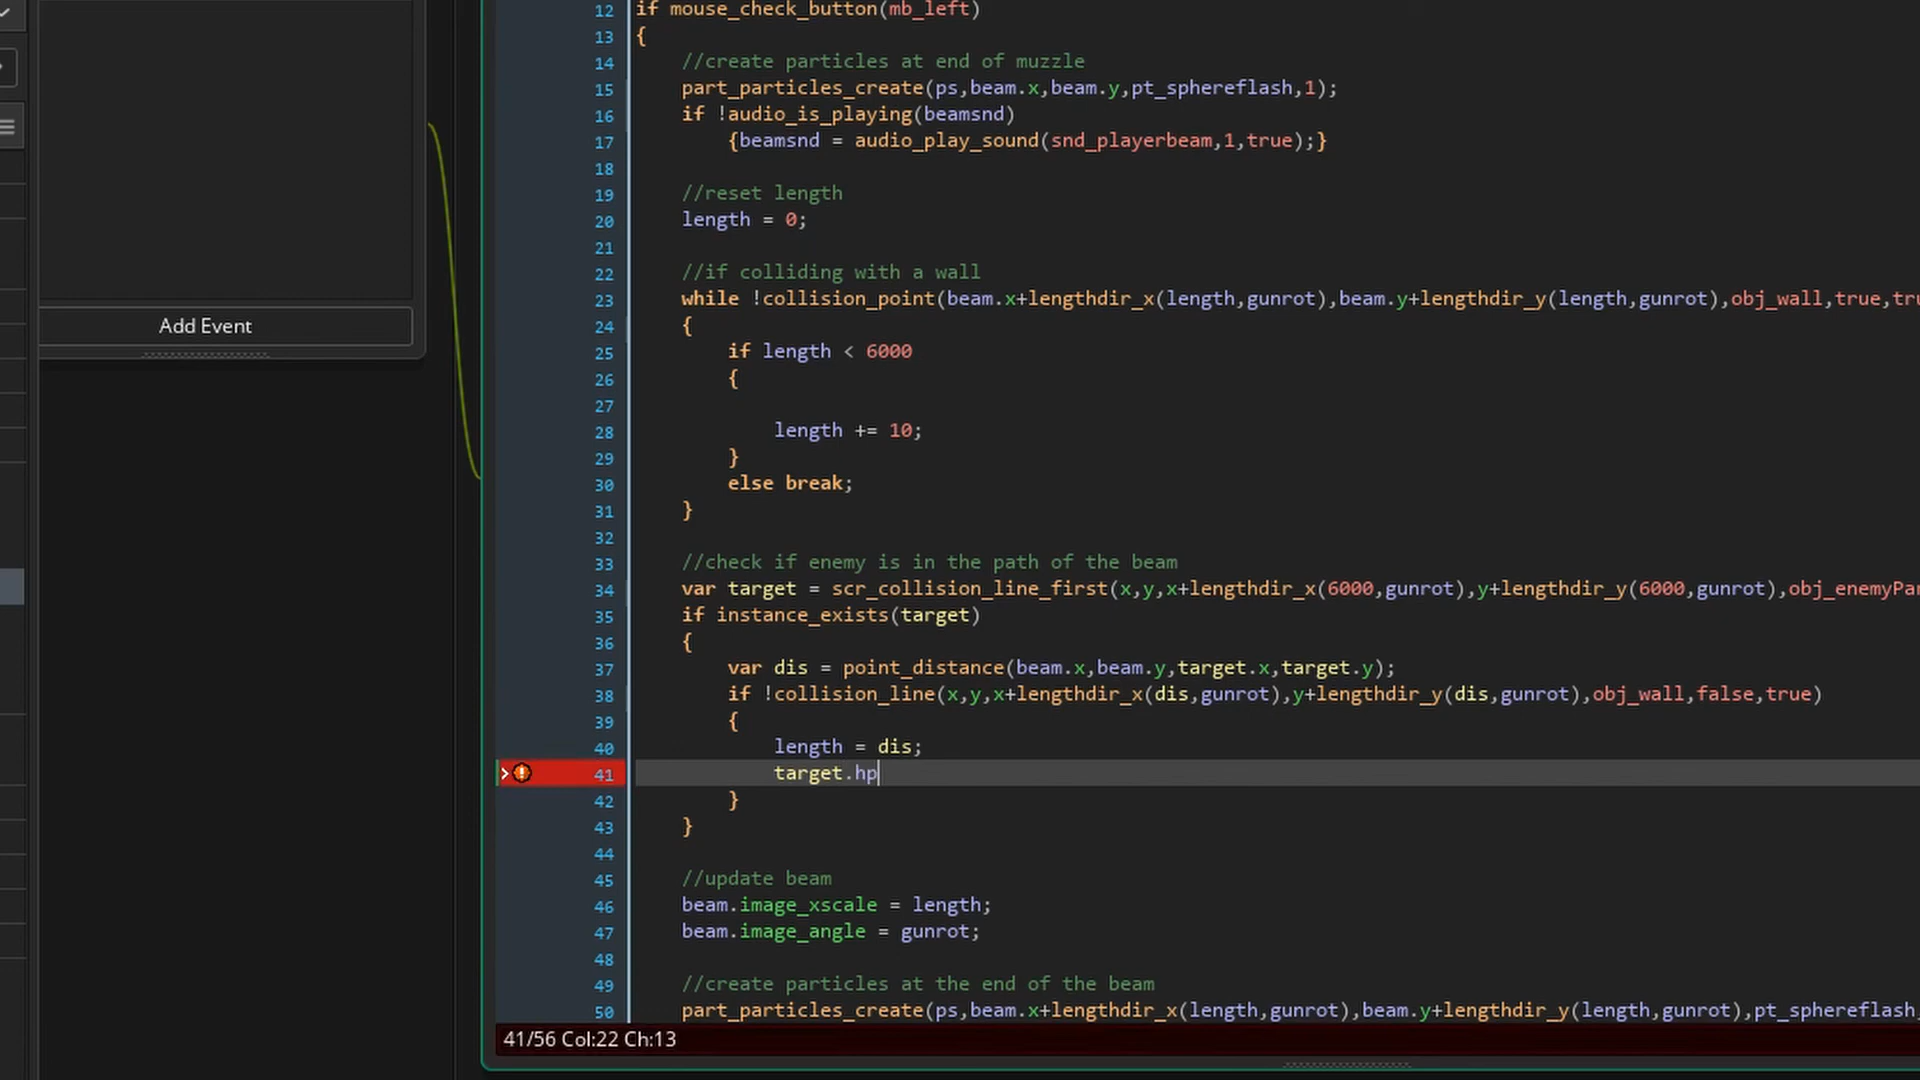 12 if mouse_check_button(mb_left)
13 {
14 //create particles at end of muzzle
15 part_particles_create(ps,beam.x,beam.y,pt_sphereflash,1);
16 if !audio_is_playing(beamsnd)
17 {beamsnd = audio_play_sound(snd_playerbeam,1,true);}
18
19 //reset length
20 length = 0;
21
22 //if colliding with a wall
23 while !collision_point(beam.x+lengthdir_x(length,gunrot),beam.y+lengthdir_y(length,gunrot),obj_wall,true,tru
24 {
Add Event
25 if length < 6000
26 {
27
28 length += 10;
29 }
30 else break;
31 }
32
33 //check if enemy is in the path of the beam
34 var target = scr_collision_line_first(x,y,x+lengthdir_x(6000,gunrot),y+lengthdir_y(6000,gunrot),obj_enemyPar
35 if instance_exists(target)
36 {
37 var dis = point_distance(beam.x,beam.y,target.x,target.y);
38 if !collision_line(x,y,x+lengthdir_x(dis,gunrot),y+lengthdir_y(dis,gunrot),obj_wall,false,true)
39 {
40 length = dis;
41 target.hp
42 }
43 }
44
45 //update beam
46 beam.image_xscale = length;
47 beam.image_angle = gunrot;
48
49 //create particles at the end of the beam
50 part_particles_create(ps,beam.x+lengthdir_x(length,gunrot),beam.y+lengthdir_y(length,gunrot),pt_sphereflash,
41/56 Col:22 Ch:13